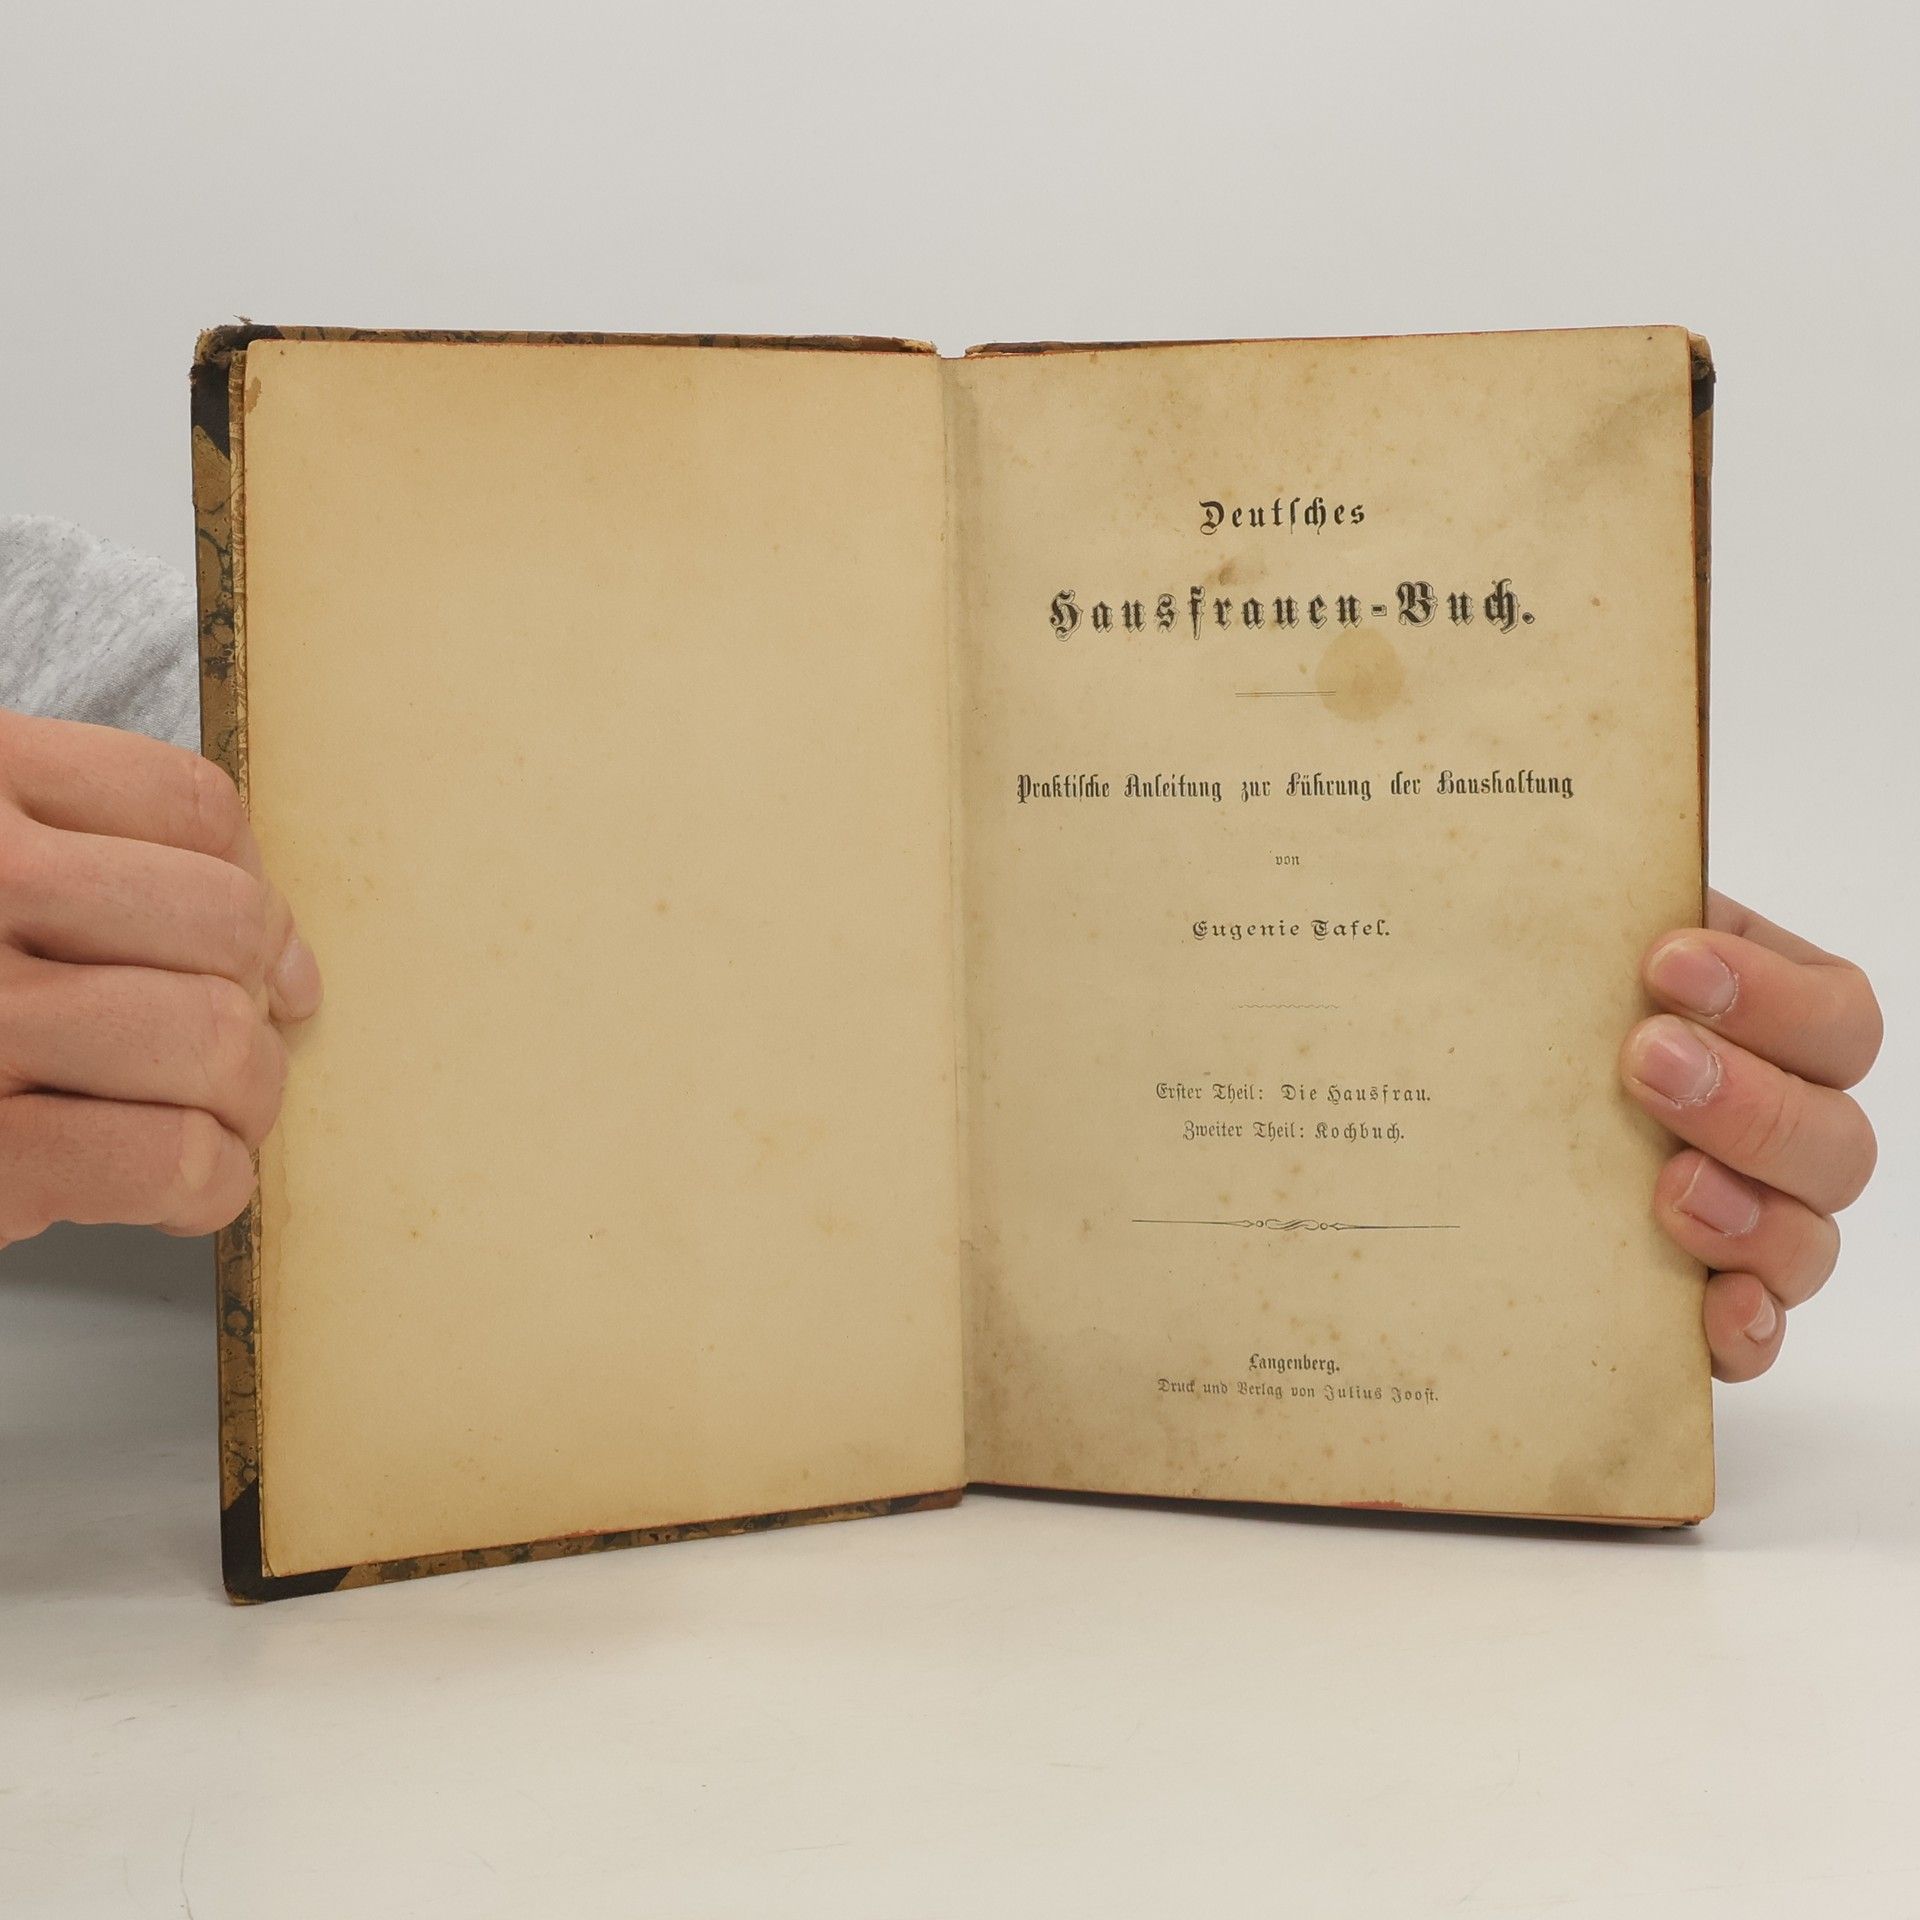 Deutſches
Hausfrauen-Buch.
Praktiſche Anleitung zur Führung der Haushaltung
von
Eugenie Tafel.
Erſter Theil: Die Hausfrau.
Zweiter Theil: Kochbuch.
Langenberg.
Druck und Verlag von Julius Jooſt.